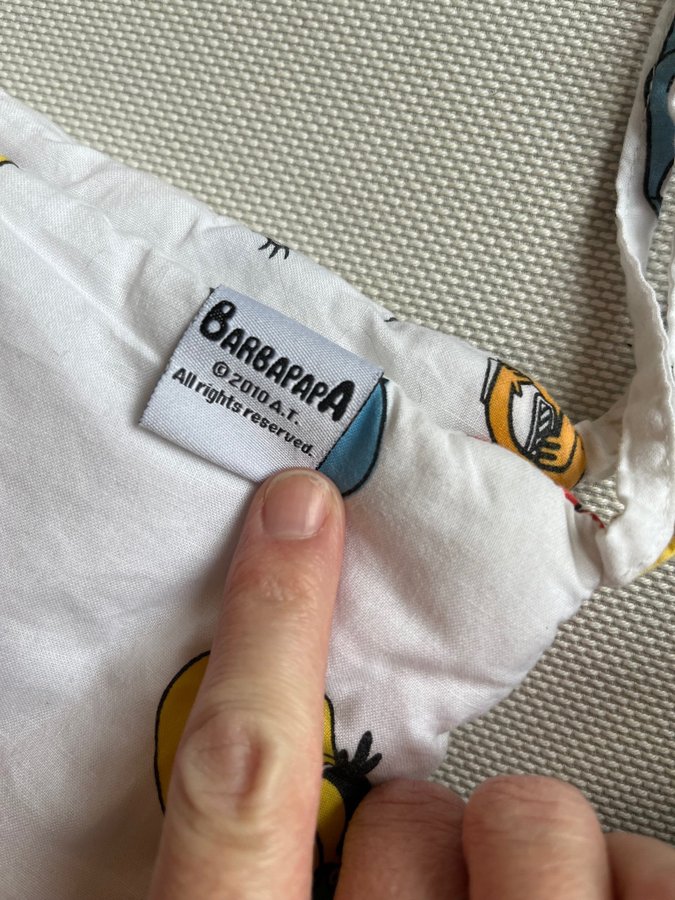 BARBAPAPA
© 2010 A.T.
All rights reserved.